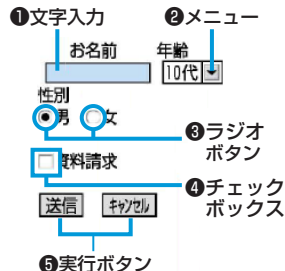 ❶文字入力
❷メニュー
お名前 年齢
10代
性別
男 女
❸ラジオ
ボタン
資料請求
❹チェック
ボックス
送信 ｷｬﾝｾﾙ
❺実行ボタン